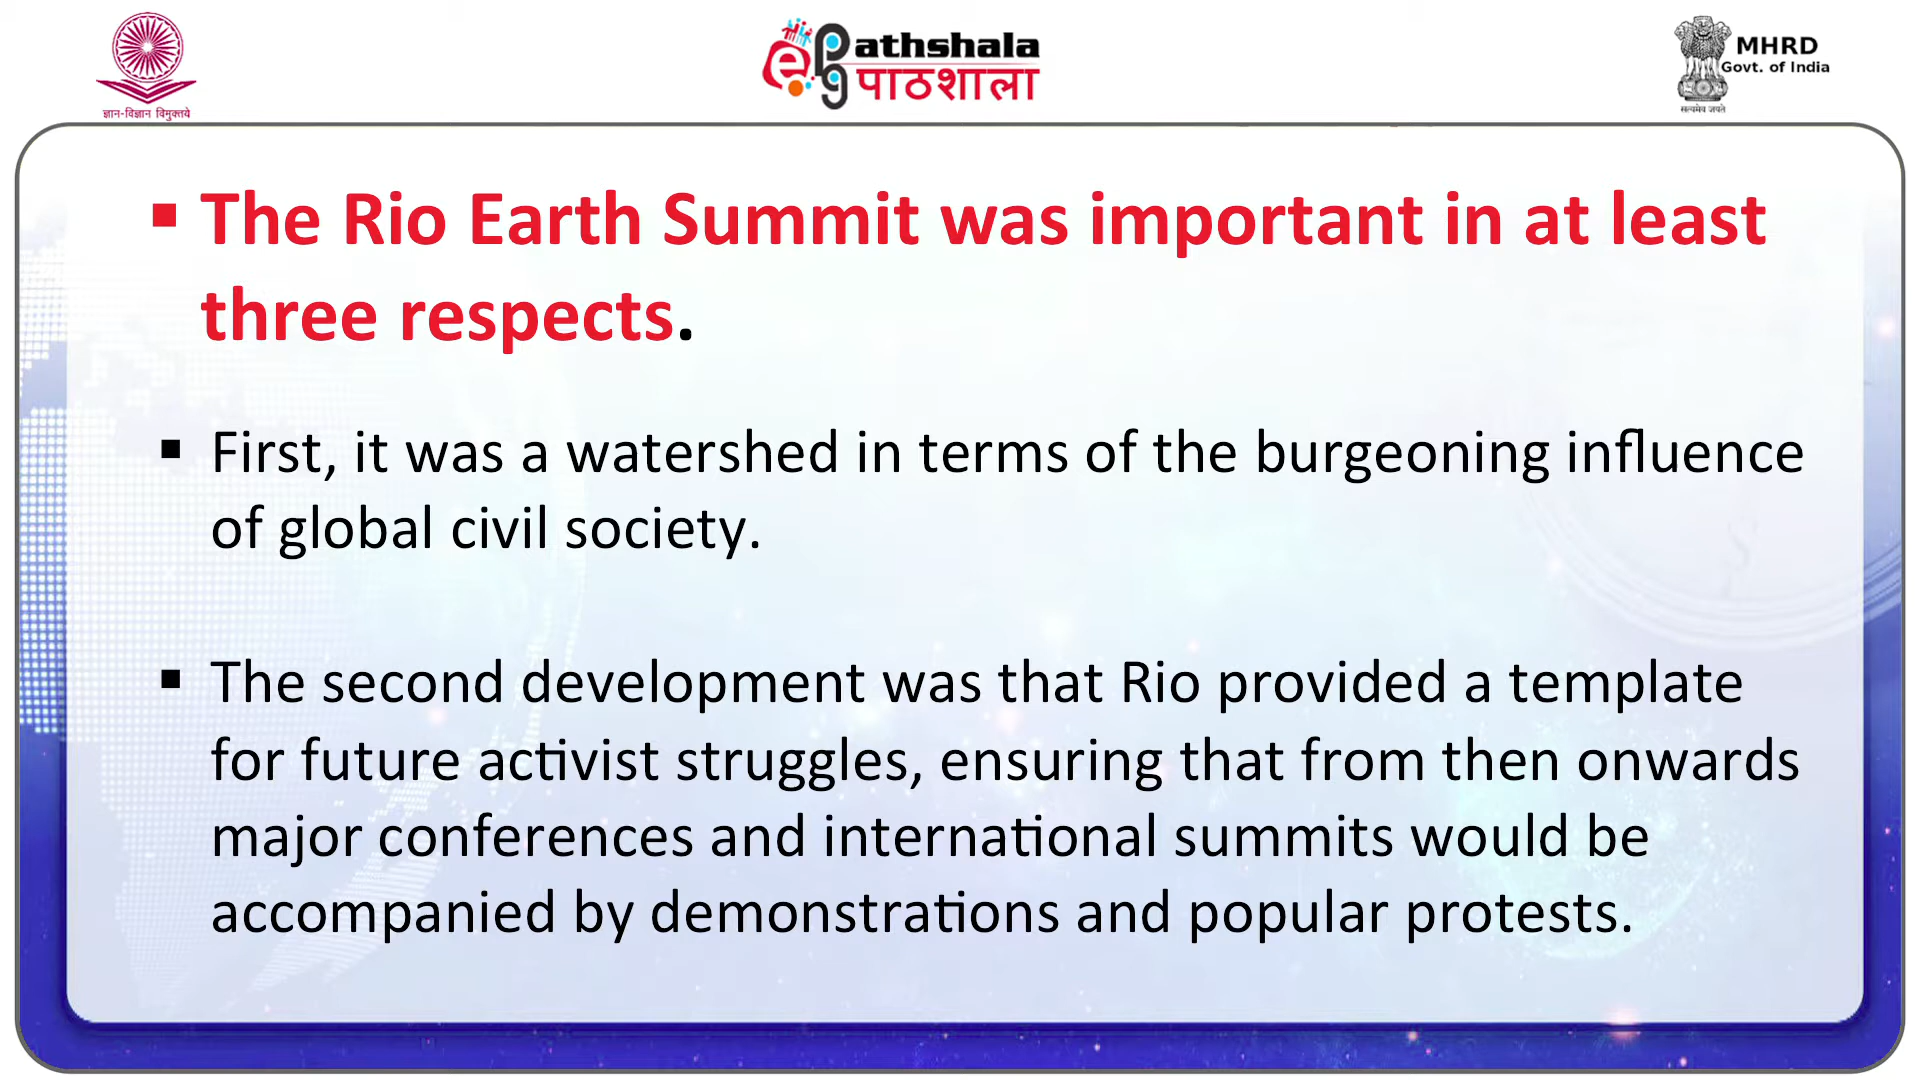 ज्ञान-विज्ञान विमुक्तये
ePG athshala
पाठशाला
MHRD
Govt. of India
सत्यमेव जयते
▪ The Rio Earth Summit was important in at least
three respects.
▪ First, it was a watershed in terms of the burgeoning influence
of global civil society.
▪ The second development was that Rio provided a template
for future activist struggles, ensuring that from then onwards
major conferences and international summits would be
accompanied by demonstrations and popular protests.